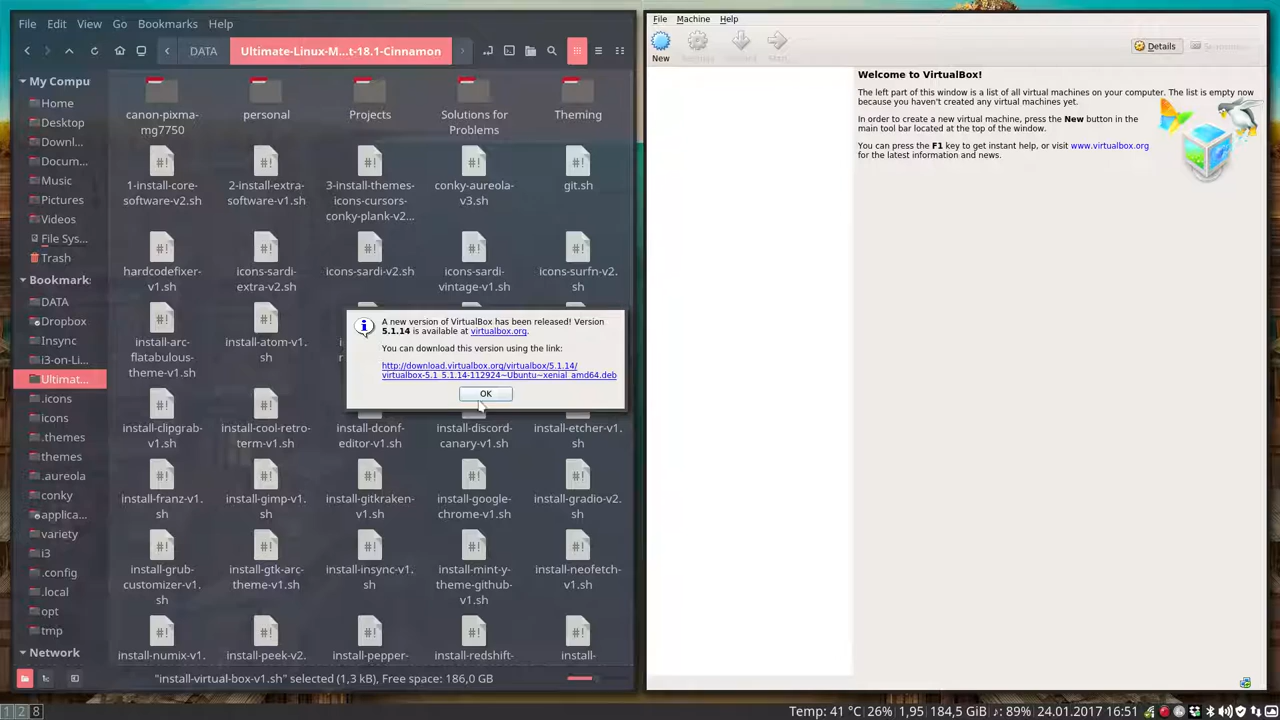 File Edit View Go Bookmarks Help
DATA
Ultimate-Linux-M...t-18.1-Cinnamon
My Compu
Home
Desktop
Downl...
Docum...
Music
Pictures
Videos
File Sys...
Trash
Bookmark:
DATA
Dropbox
Insync
i3-on-Li...
Ultimat...
.icons
icons
.themes
themes
.aureola
conky
applica...
variety
i3
.config
.local
opt
tmp
Network
canon-pixma-
mg7750
personal
Projects
Solutions for
Problems
Theming
1-install-core-
software-v2.sh
2-install-extra-
software-v1.sh
3-install-themes-
icons-cursors-
conky-plank-v2...
conky-aureola-
v3.sh
git.sh
hardcodefixer-
v1.sh
icons-sardi-
extra-v2.sh
icons-sardi-v2.sh
icons-sardi-
vintage-v1.sh
icons-surfn-v2.
sh
install-arc-
flatabulous-
theme-v1.sh
install-atom-v1.
sh
install-clipgrab-
v1.sh
install-cool-retro-
term-v1.sh
install-dconf-
editor-v1.sh
install-discord-
canary-v1.sh
install-etcher-v1.
sh
install-franz-v1.
sh
install-gimp-v1.
sh
install-gitkraken-
v1.sh
install-google-
chrome-v1.sh
install-gradio-v2.
sh
install-grub-
customizer-v1.
sh
install-gtk-arc-
theme-v1.sh
install-insync-v1.
sh
install-mint-y-
theme-github-
v1.sh
install-neofetch-
v1.sh
install-numix-v1.
install-peek-v2.
install-pepper-
install-redshift-
install-
"install-virtual-box-v1.sh" selected (1,3 kB), Free space: 186,0 GB
A new version of VirtualBox has been released! Version
5.1.14 is available at virtualbox.org.
You can download this version using the link:
http://download.virtualbox.org/virtualbox/5.1.14/
virtualbox-5.1_5.1.14-112924~Ubuntu~xenial_amd64.deb
OK
File Machine Help
New
Details
Welcome to VirtualBox!
The left part of this window is a list of all virtual machines on your computer. The list is empty now
because you haven't created any virtual machines yet.
In order to create a new virtual machine, press the New button in the
main tool bar located at the top of the window.
You can press the F1 key to get instant help, or visit www.virtualbox.org
for the latest information and news.
1 2 8
Temp: 41 °C 26% 1,95 184,5 GiB ♪: 89% 24.01.2017 16:51